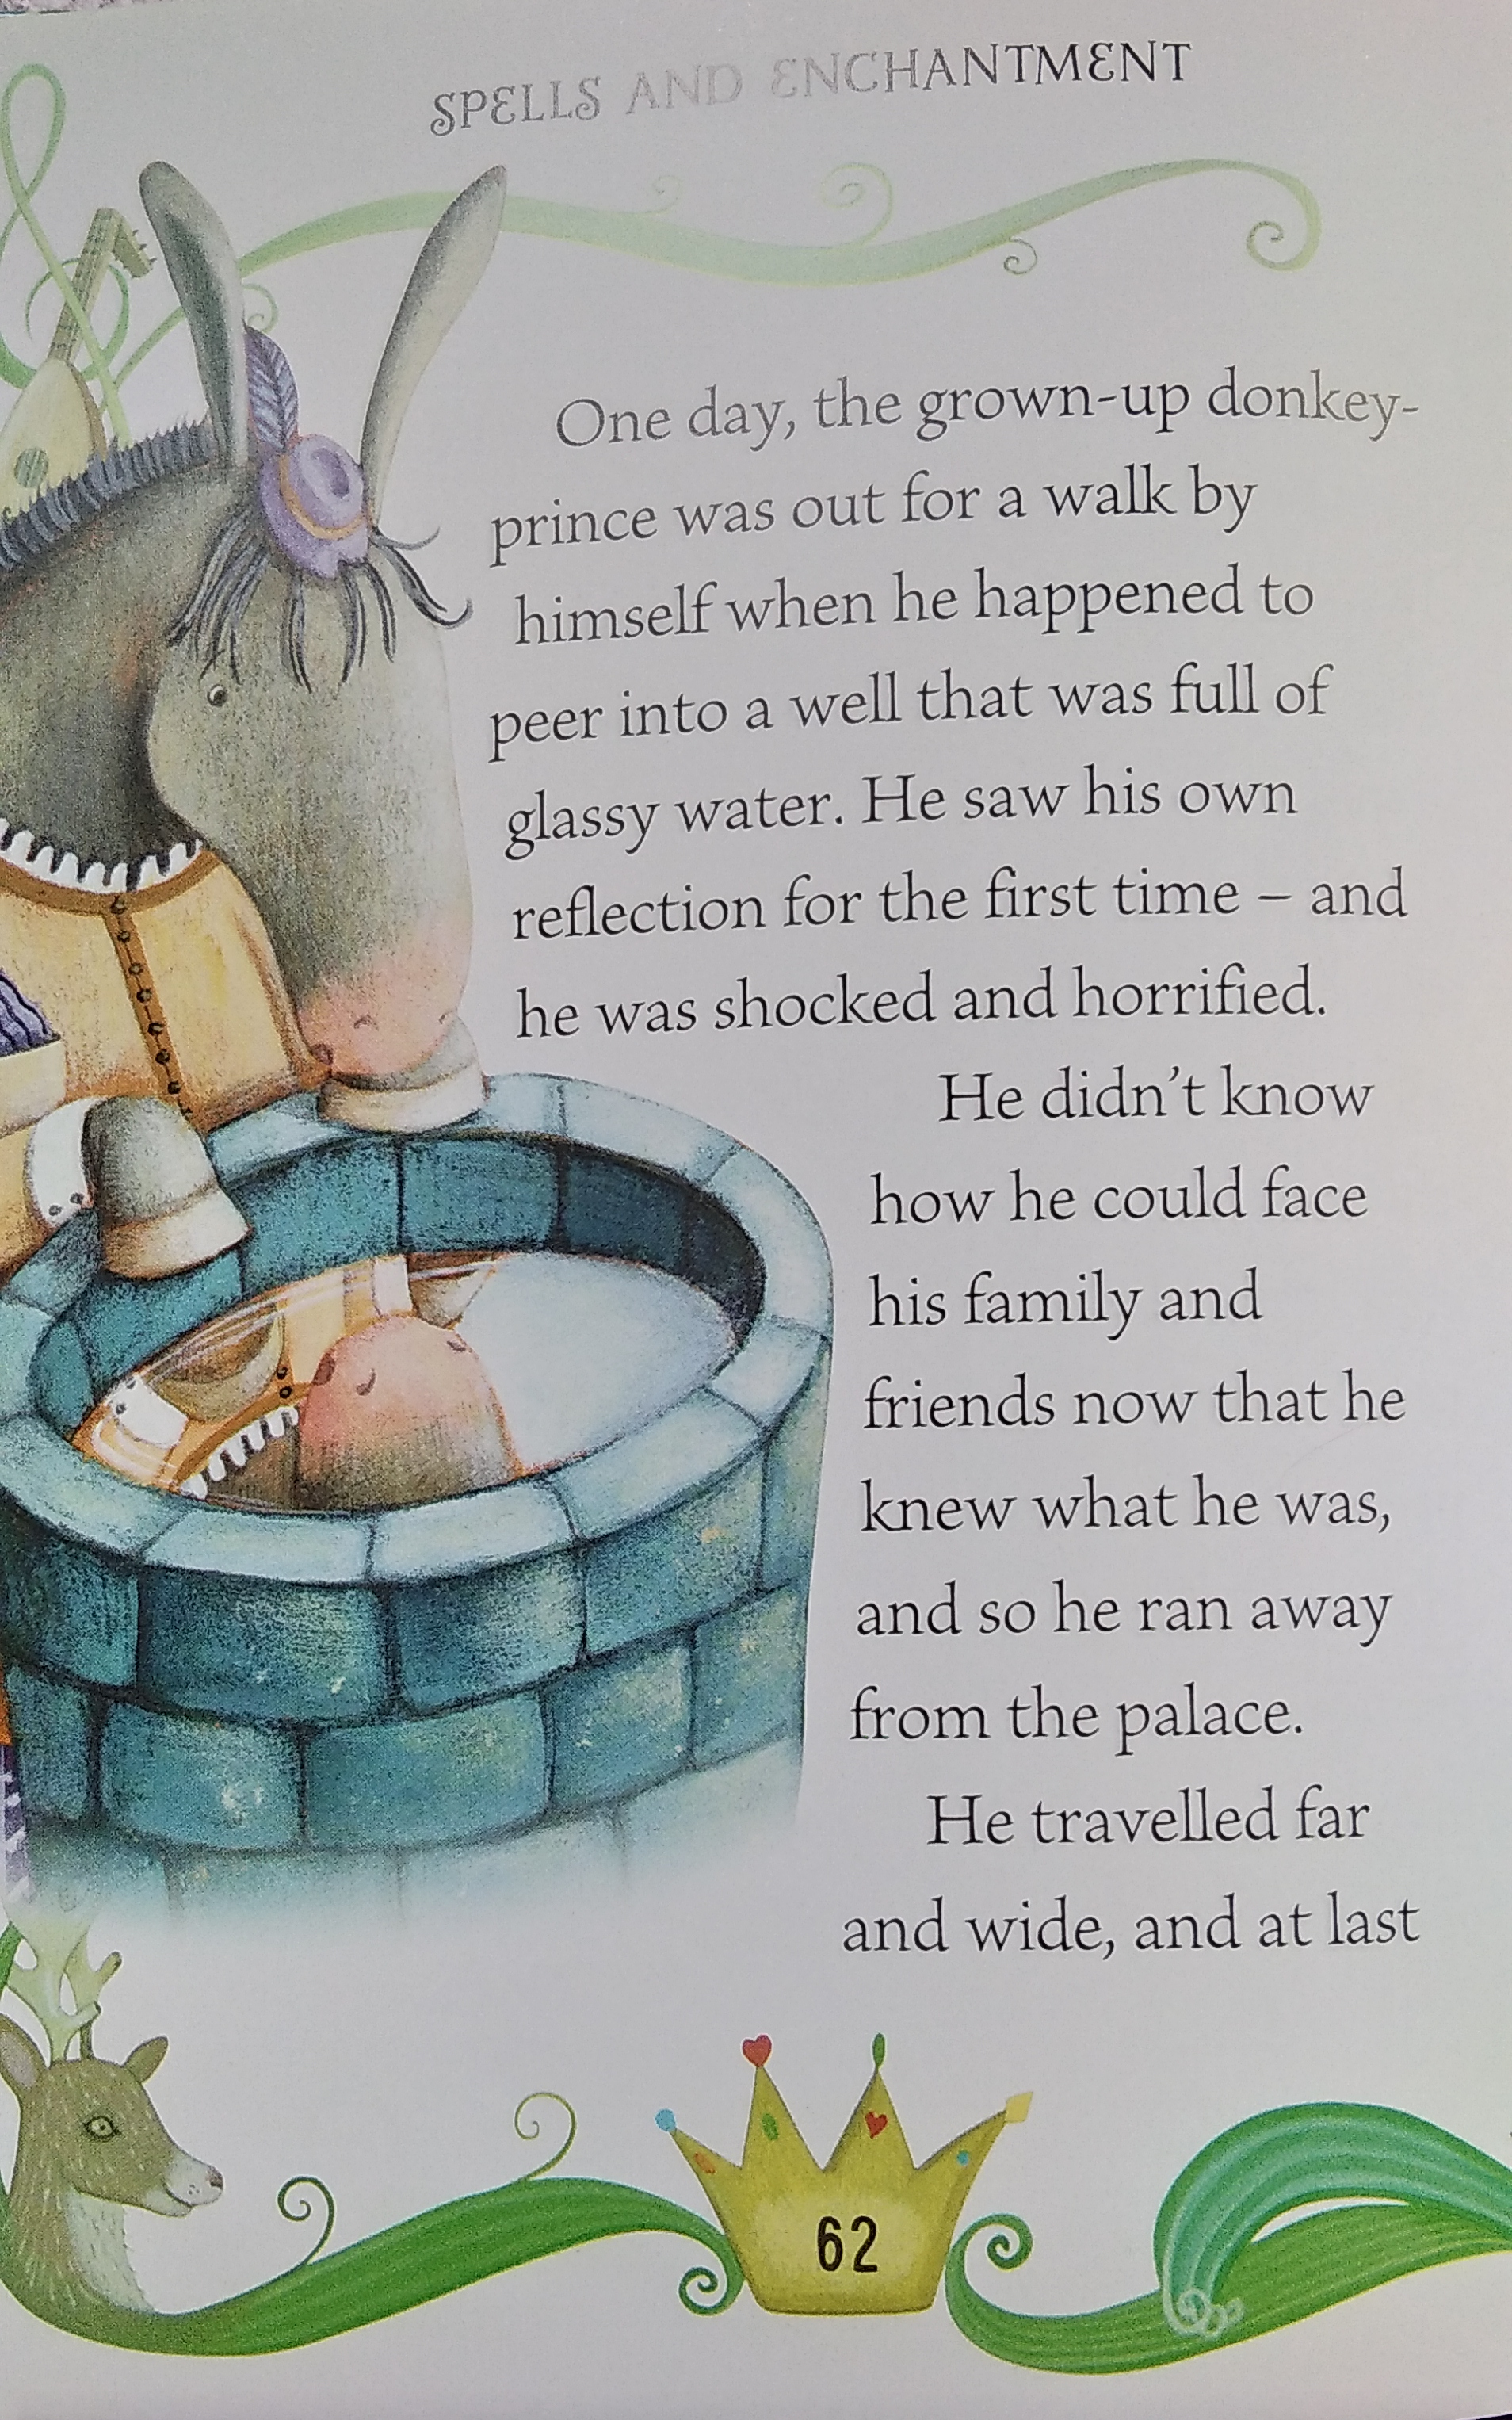 SPELLS AND ENCHANTMENT
One day, the grown-up donkey-
prince was out for a walk by
himself when he happened to
peer into a well that was full of
glassy water. He saw his own
reflection for the first time – and
he was shocked and horrified.
He didn't know
how he could face
his family and
friends now that he
knew what he was,
and so he ran away
from the palace.
He travelled far
and wide, and at last
62